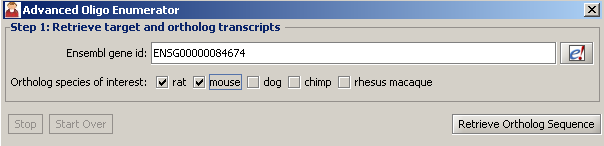 Advanced Oligo Enumerator
Step 1: Retrieve target and ortholog transcripts
Ensembl gene id: ENSG00000084674 e!
Ortholog species of interest: rat mouse dog chimp rhesus macaque
Stop Start Over Retrieve Ortholog Sequence